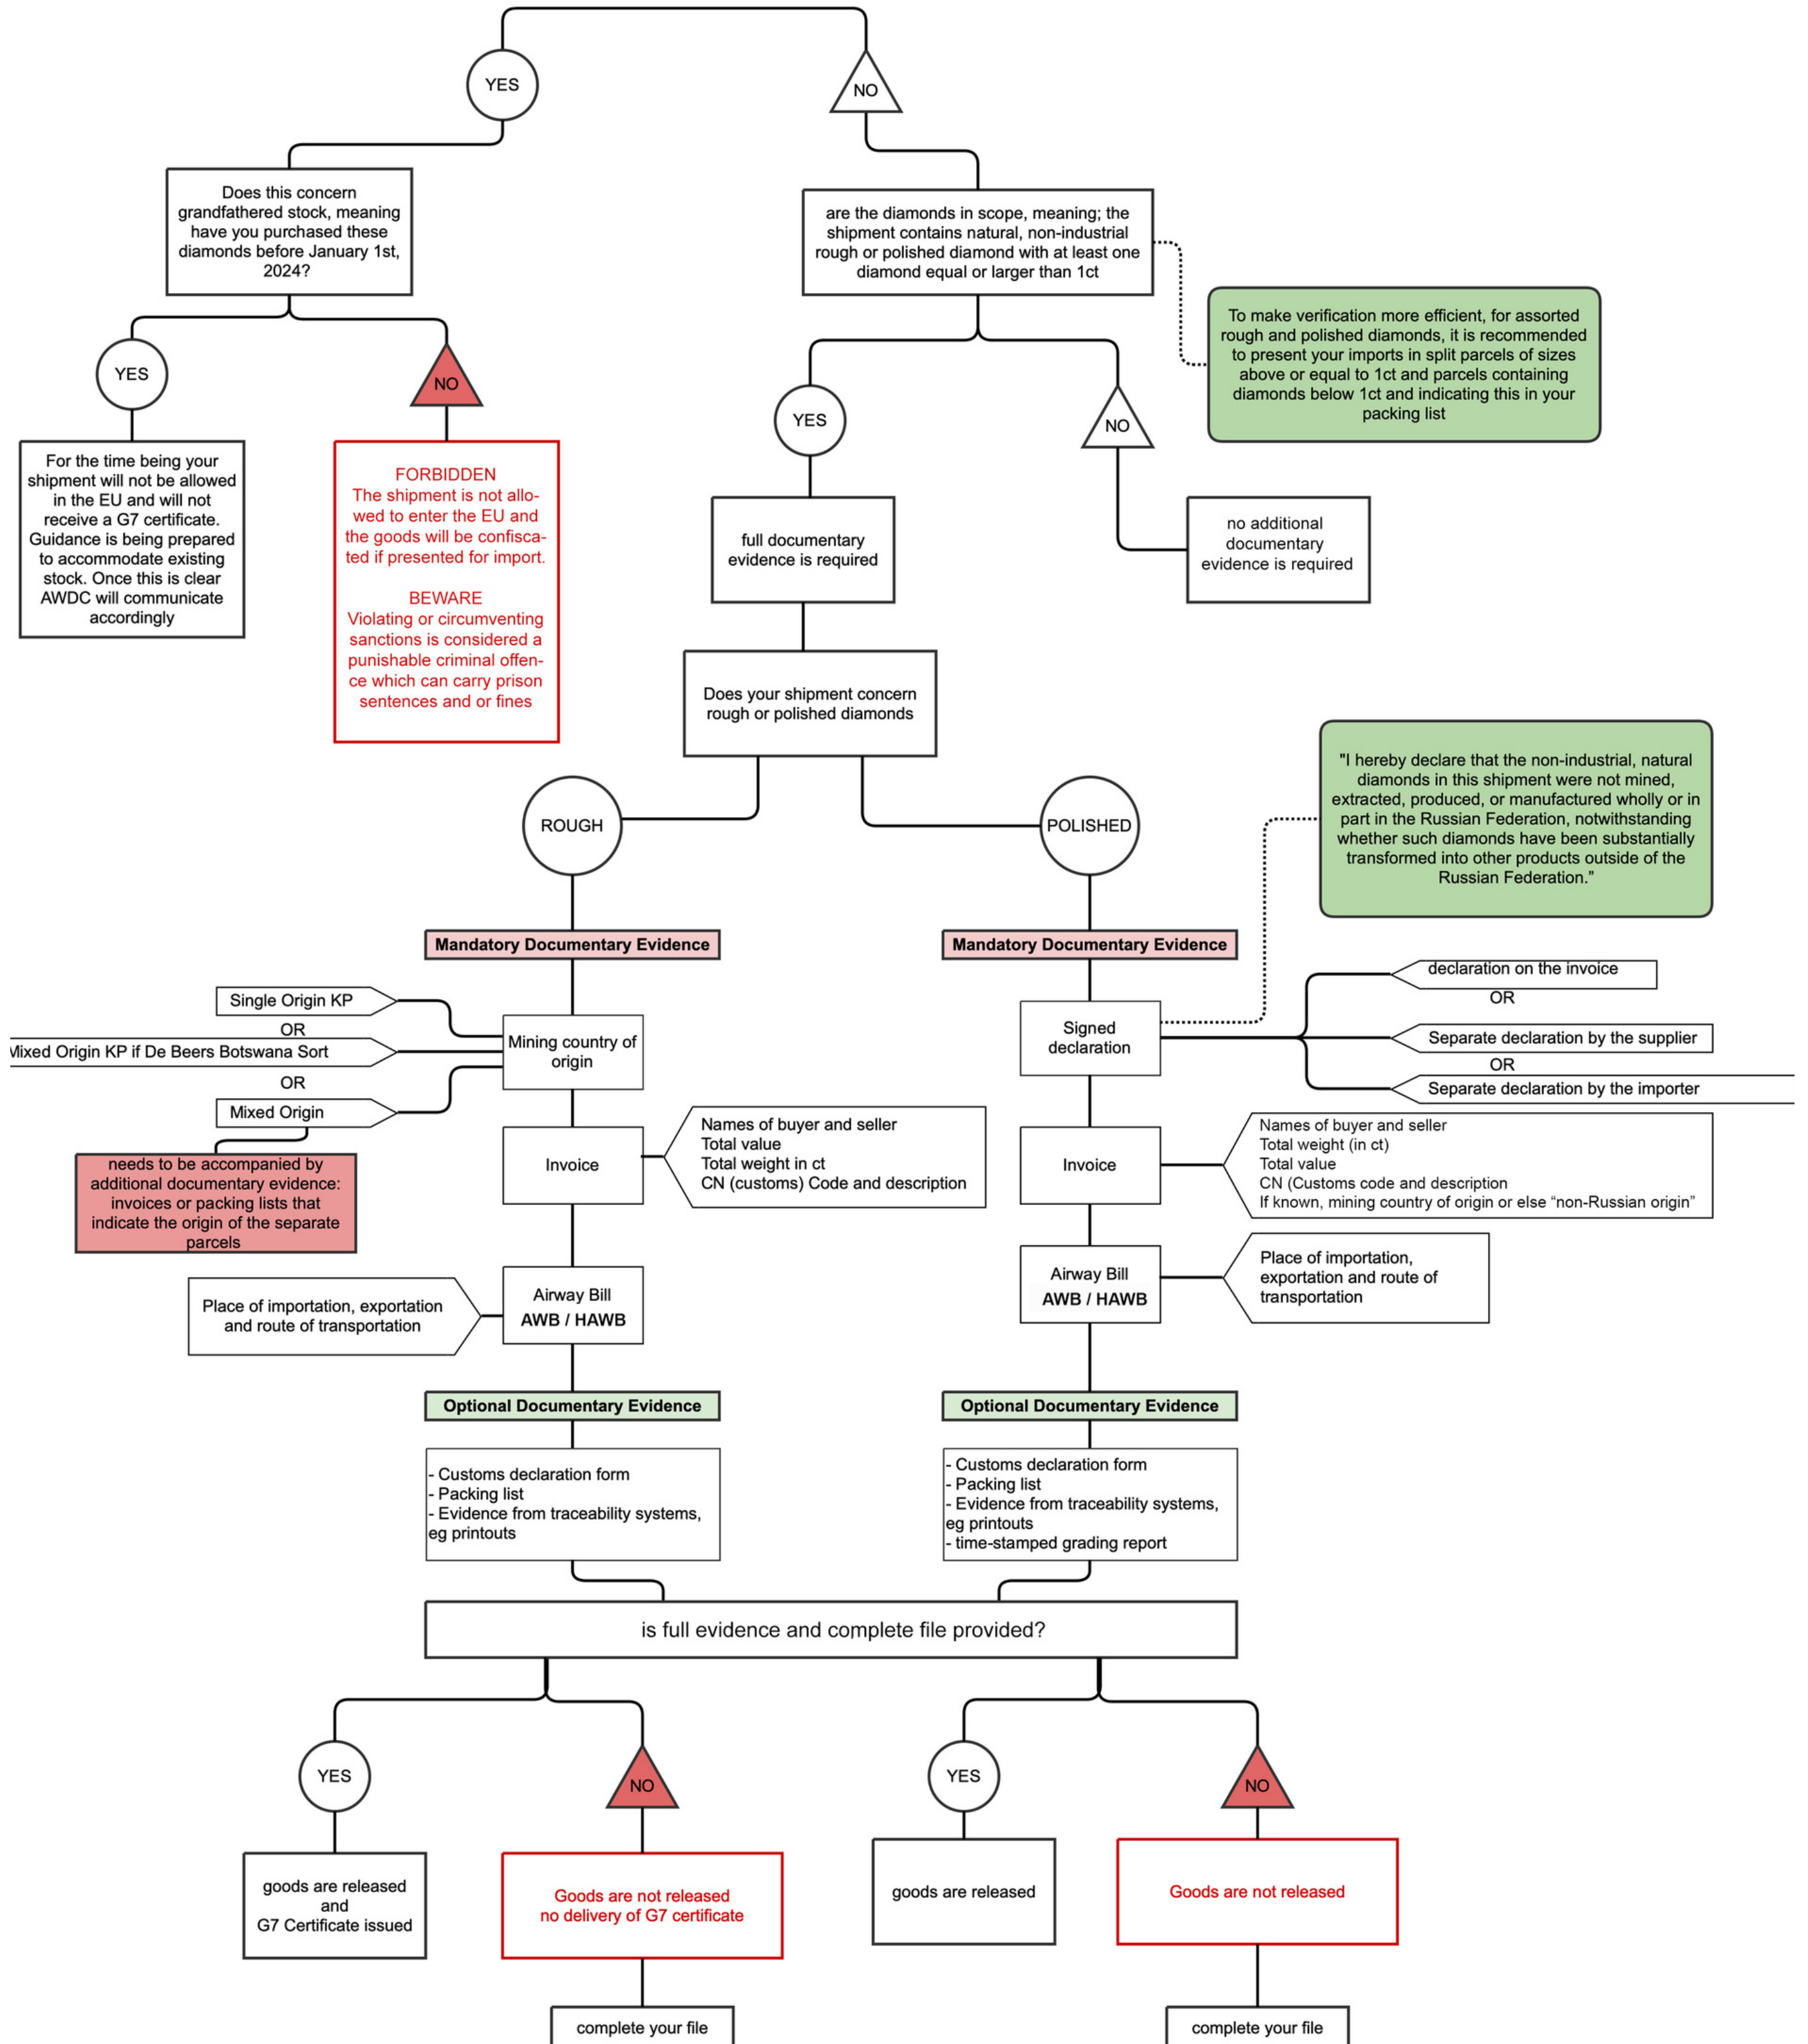 YES
NO
Does this concern
grandfathered stock, meaning
have you purchased these
diamonds before January 1st,
2024?
are the diamonds in scope, meaning; the
shipment contains natural, non-industrial
rough or polished diamond with at least one
diamond equal or larger than 1ct
To make verification more efficient, for assorted
rough and polished diamonds, it is recommended
to present your imports in split parcels of sizes
above or equal to 1ct and parcels containing
diamonds below 1ct and indicating this in your
packing list
YES
NO
YES
NO
For the time being your
shipment will not be allowed
in the EU and will not
receive a G7 certificate.
Guidance is being prepared
to accommodate existing
stock. Once this is clear
AWDC will communicate
accordingly
FORBIDDEN
The shipment is not allo-
wed to enter the EU and
the goods will be confisca-
ted if presented for import.
BEWARE
Violating or circumventing
sanctions is considered a
punishable criminal offen-
ce which can carry prison
sentences and or fines
full documentary
evidence is required
no additional
documentary
evidence is required
Does your shipment concern
rough or polished diamonds
"I hereby declare that the non-industrial, natural
diamonds in this shipment were not mined,
extracted, produced, or manufactured wholly or in
part in the Russian Federation, notwithstanding
whether such diamonds have been substantially
transformed into other products outside of the
Russian Federation."
ROUGH
POLISHED
Mandatory Documentary Evidence
Mandatory Documentary Evidence
Single Origin KP
OR
Mixed Origin KP if De Beers Botswana Sort
OR
Mixed Origin
Mining country of
origin
needs to be accompanied by
additional documentary evidence:
invoices or packing lists that
indicate the origin of the separate
parcels
Signed
declaration
declaration on the invoice
OR
Separate declaration by the supplier
OR
Separate declaration by the importer
Invoice
Names of buyer and seller
Total value
Total weight in ct
CN (customs) Code and description
Invoice
Names of buyer and seller
Total weight (in ct)
Total value
CN (Customs code and description
If known, mining country of origin or else “non-Russian origin”
Place of importation, exportation
and route of transportation
Airway Bill
AWB / HAWB
Airway Bill
AWB / HAWB
Place of importation,
exportation and route of
transportation
Optional Documentary Evidence
Optional Documentary Evidence
- Customs declaration form
- Packing list
- Evidence from traceability systems,
eg printouts
- Customs declaration form
- Packing list
- Evidence from traceability systems,
eg printouts
- time-stamped grading report
is full evidence and complete file provided?
YES
NO
YES
NO
goods are released
and
G7 Certificate issued
Goods are not released
no delivery of G7 certificate
goods are released
Goods are not released
complete your file
complete your file